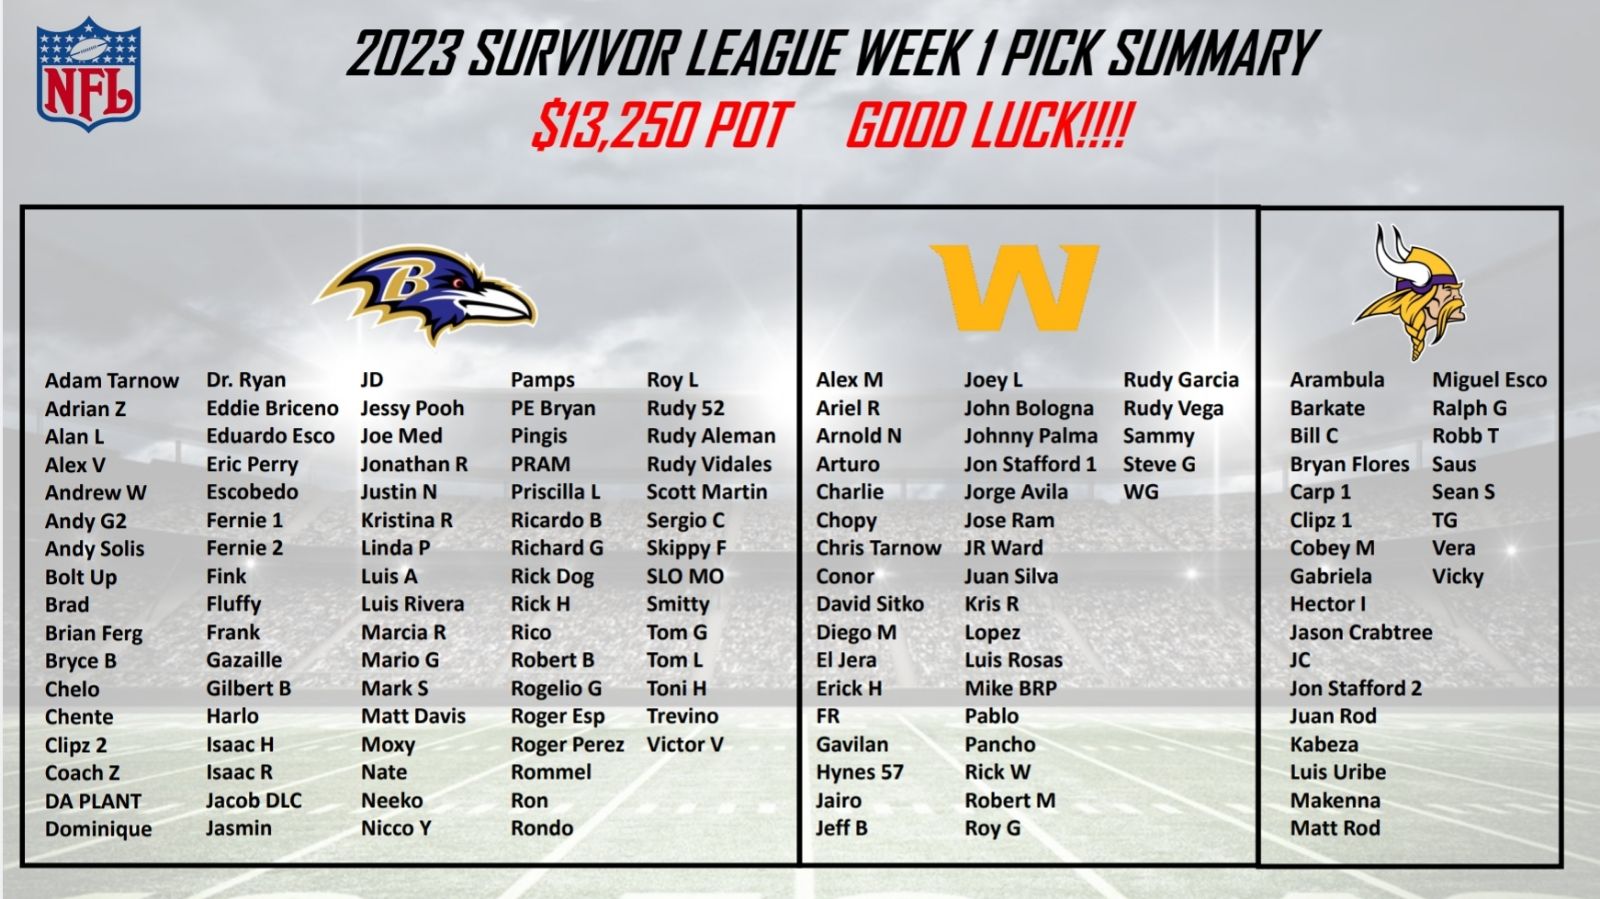 NFL
2023 SURVIVOR LEAGUE WEEK 1 PICK SUMMARY
$13,250 POT GOOD LUCK!!!!
B
W
Adam Tarnow
Adrian Z
Alan L
Alex V
Andrew W
Andy G2
Andy Solis
Bolt Up
Brad
Brian Ferg
Bryce B
Chelo
Chente
Clipz 2
Coach Z
DA PLANT
Dominique
Dr. Ryan
Eddie Briceno
Eduardo Esco
Eric Perry
Escobedo
Fernie 1
Fernie 2
Fink
Fluffy
Frank
Gazaille
Gilbert B
Harlo
Isaac H
Isaac R
Jacob DLC
Jasmin
JD
Jessy Pooh
Joe Med
Jonathan R
Justin N
Kristina R
Linda P
Luis A
Luis Rivera
Marcia R
Mario G
Mark S
Matt Davis
Moxy
Nate
Neeko
Nicco Y
Pamps
PE Bryan
Pingis
PRAM
Priscilla L
Ricardo B
Richard G
Rick Dog
Rick H
Rico
Robert B
Rogelio G
Roger Esp
Roger Perez
Rommel
Ron
Rondo
Roy L
Rudy 52
Rudy Aleman
Rudy Vidales
Scott Martin
Sergio C
Skippy F
SLO MO
Smitty
Tom G
Tom L
Toni H
Trevino
Victor V
Alex M
Ariel R
Arnold N
Arturo
Charlie
Chopy
Chris Tarnow
Conor
David Sitko
Diego M
El Jera
Erick H
FR
Gavilan
Hynes 57
Jairo
Jeff B
Joey L
John Bologna
Johnny Palma
Jon Stafford 1
Jorge Avila
Jose Ram
JR Ward
Juan Silva
Kris R
Lopez
Luis Rosas
Mike BRP
Pablo
Pancho
Rick W
Robert M
Roy G
Rudy Garcia
Rudy Vega
Sammy
Steve G
WG
Arambula
Barkate
Bill C
Bryan Flores
Carp 1
Clipz 1
Cobey M
Gabriela
Hector I
Jason Crabtree
JC
Jon Stafford 2
Juan Rod
Kabeza
Luis Uribe
Makenna
Matt Rod
Miguel Esco
Ralph G
Robb T
Saus
Sean S
TG
Vera
Vicky